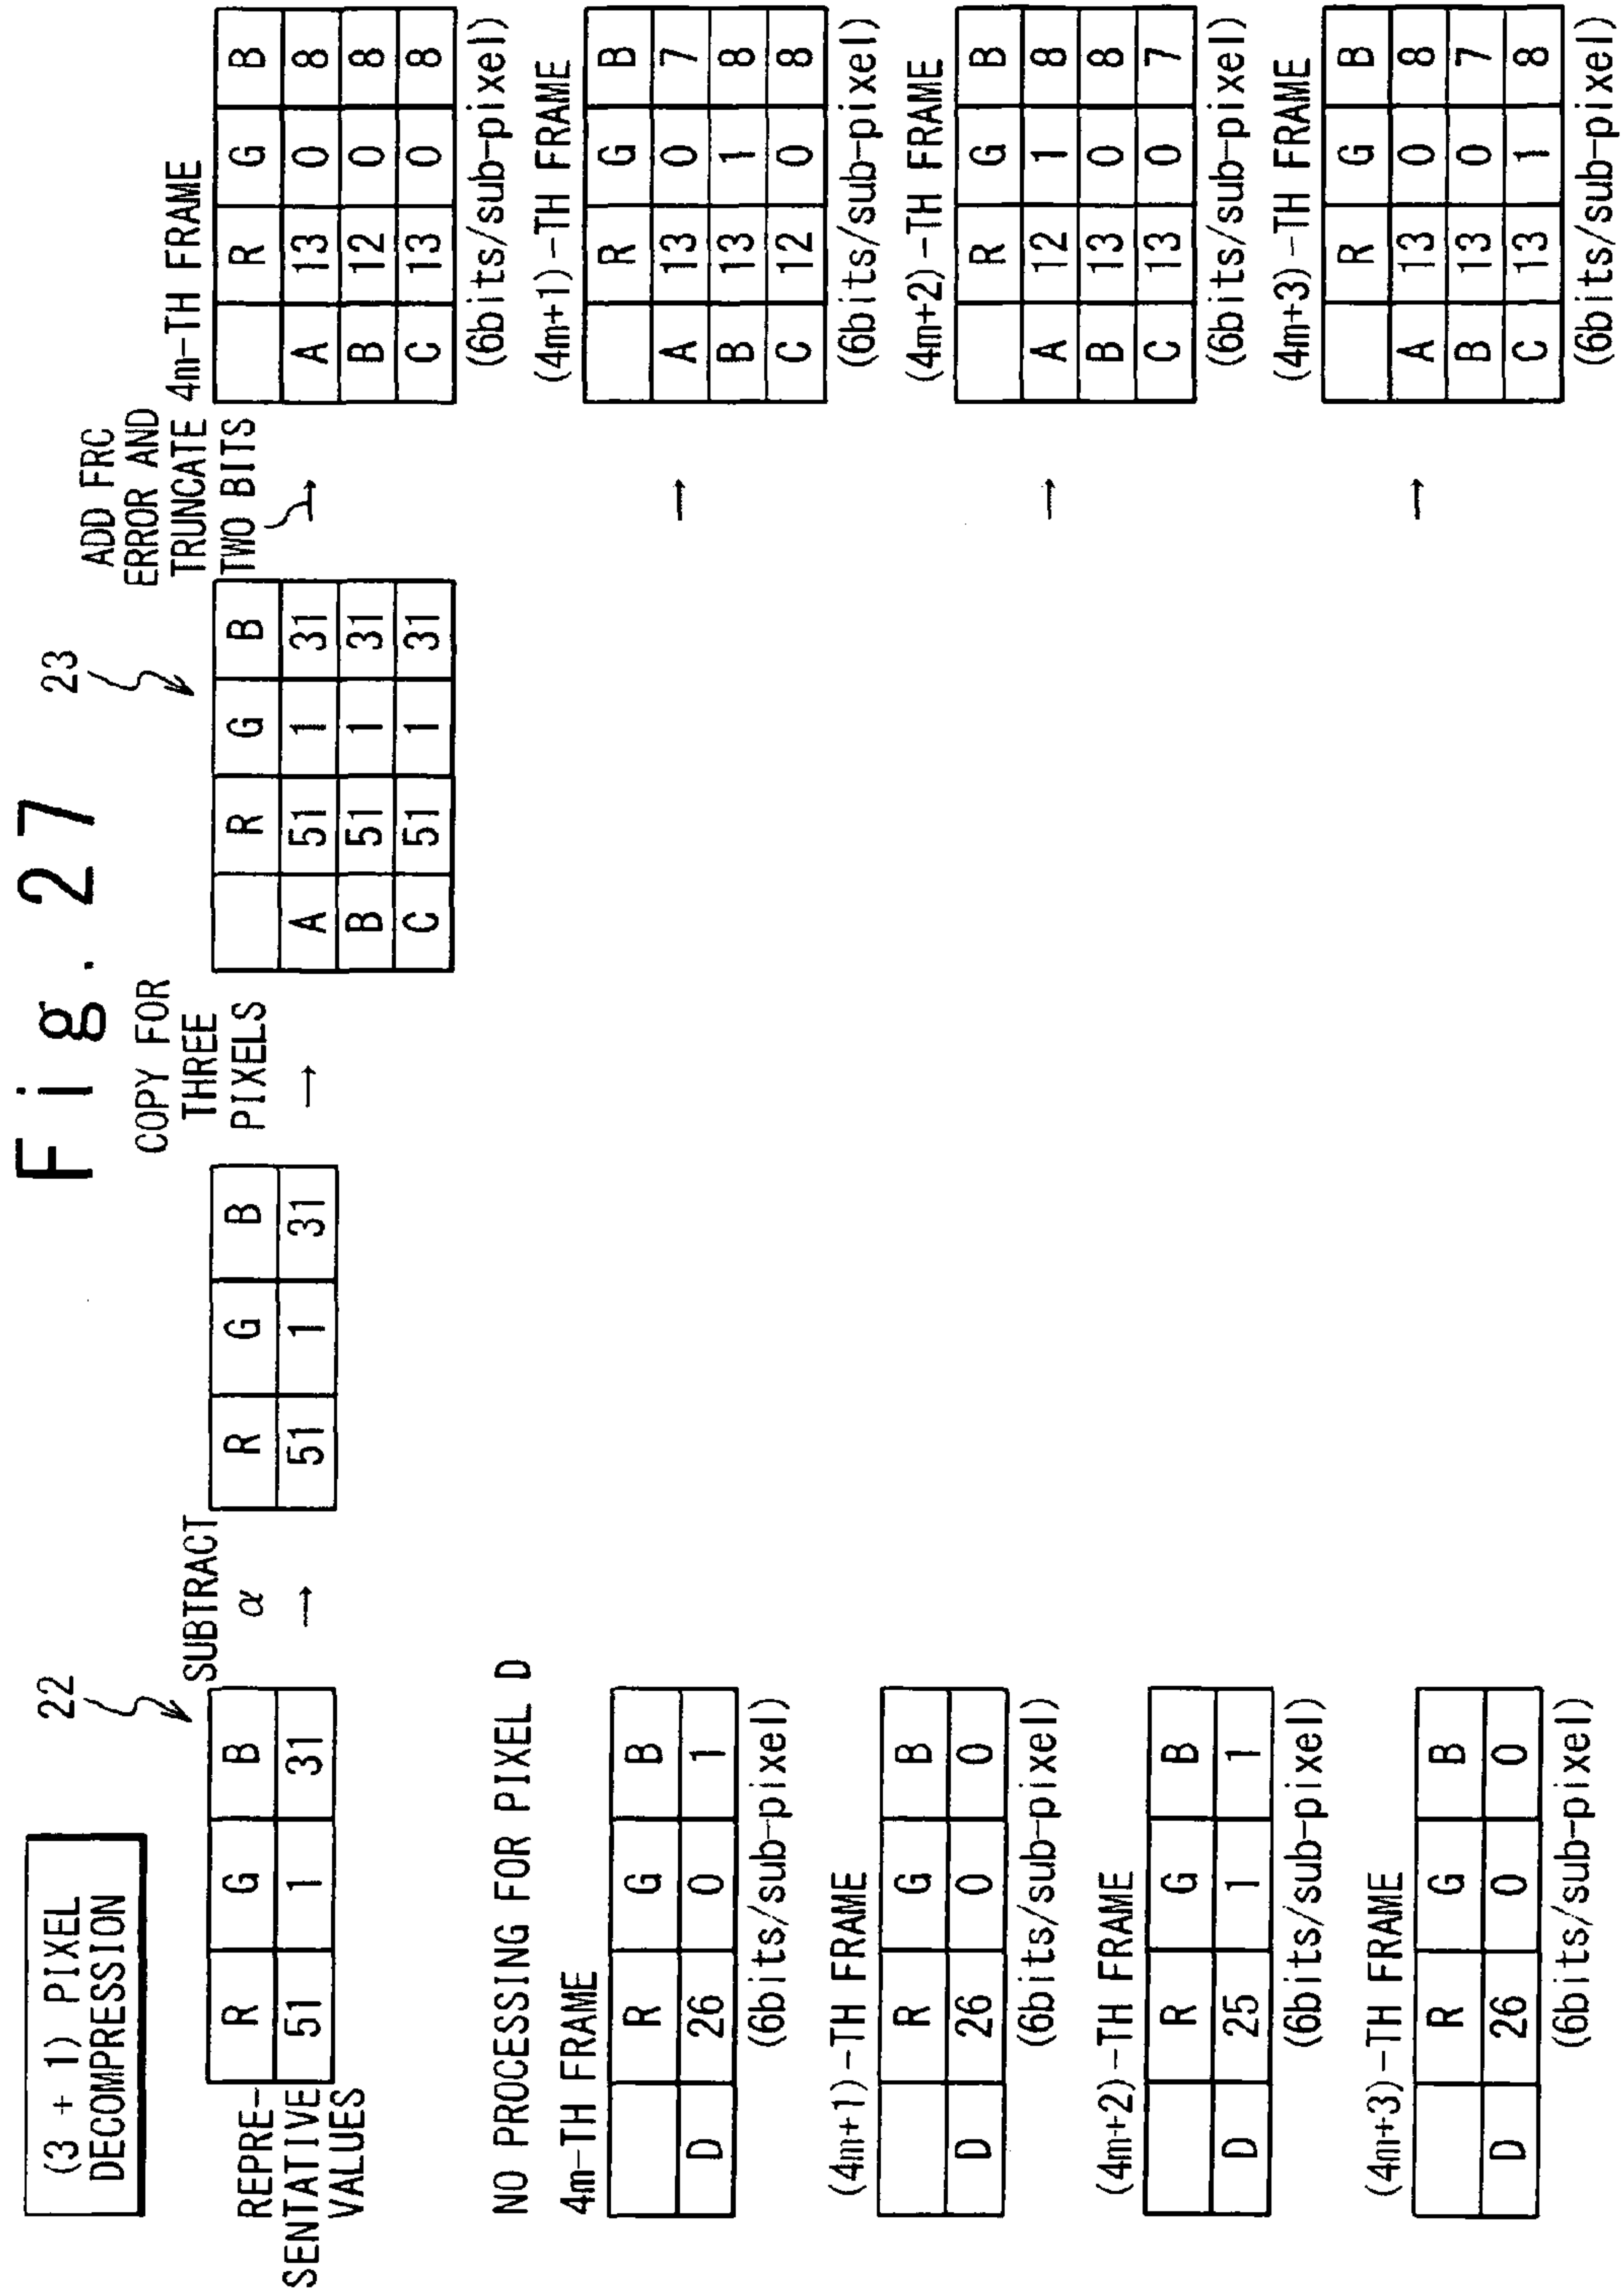 Fig. 27
(3 + 1) PIXEL
DECOMPRESSION
22
REPRE-
SENTATIVE
VALUES
R G B
51 1 31
SUBTRACT
α
→
R G B
51 1 31
COPY FOR
THREE
PIXELS
→
23
R G B
A 51 1 31
B 51 1 31
C 51 1 31
ADD FRC
ERROR AND
TRUNCATE
TWO BITS
→
4m-TH FRAME
R G B
A 13 0 8
B 12 0 8
C 13 0 8
(6bits/sub-pixel)
→
(4m+1)-TH FRAME
R G B
A 13 0 7
B 13 1 8
C 12 0 8
(6bits/sub-pixel)
→
(4m+2)-TH FRAME
R G B
A 12 1 8
B 13 0 8
C 13 0 7
(6bits/sub-pixel)
→
(4m+3)-TH FRAME
R G B
A 13 0 8
B 13 0 7
C 13 1 8
(6bits/sub-pixel)
NO PROCESSING FOR PIXEL D
4m-TH FRAME
R G B
D 26 0 1
(6bits/sub-pixel)
(4m+1)-TH FRAME
R G B
D 26 0 0
(6bits/sub-pixel)
(4m+2)-TH FRAME
R G B
D 25 1 1
(6bits/sub-pixel)
(4m+3)-TH FRAME
R G B
D 26 0 0
(6bits/sub-pixel)